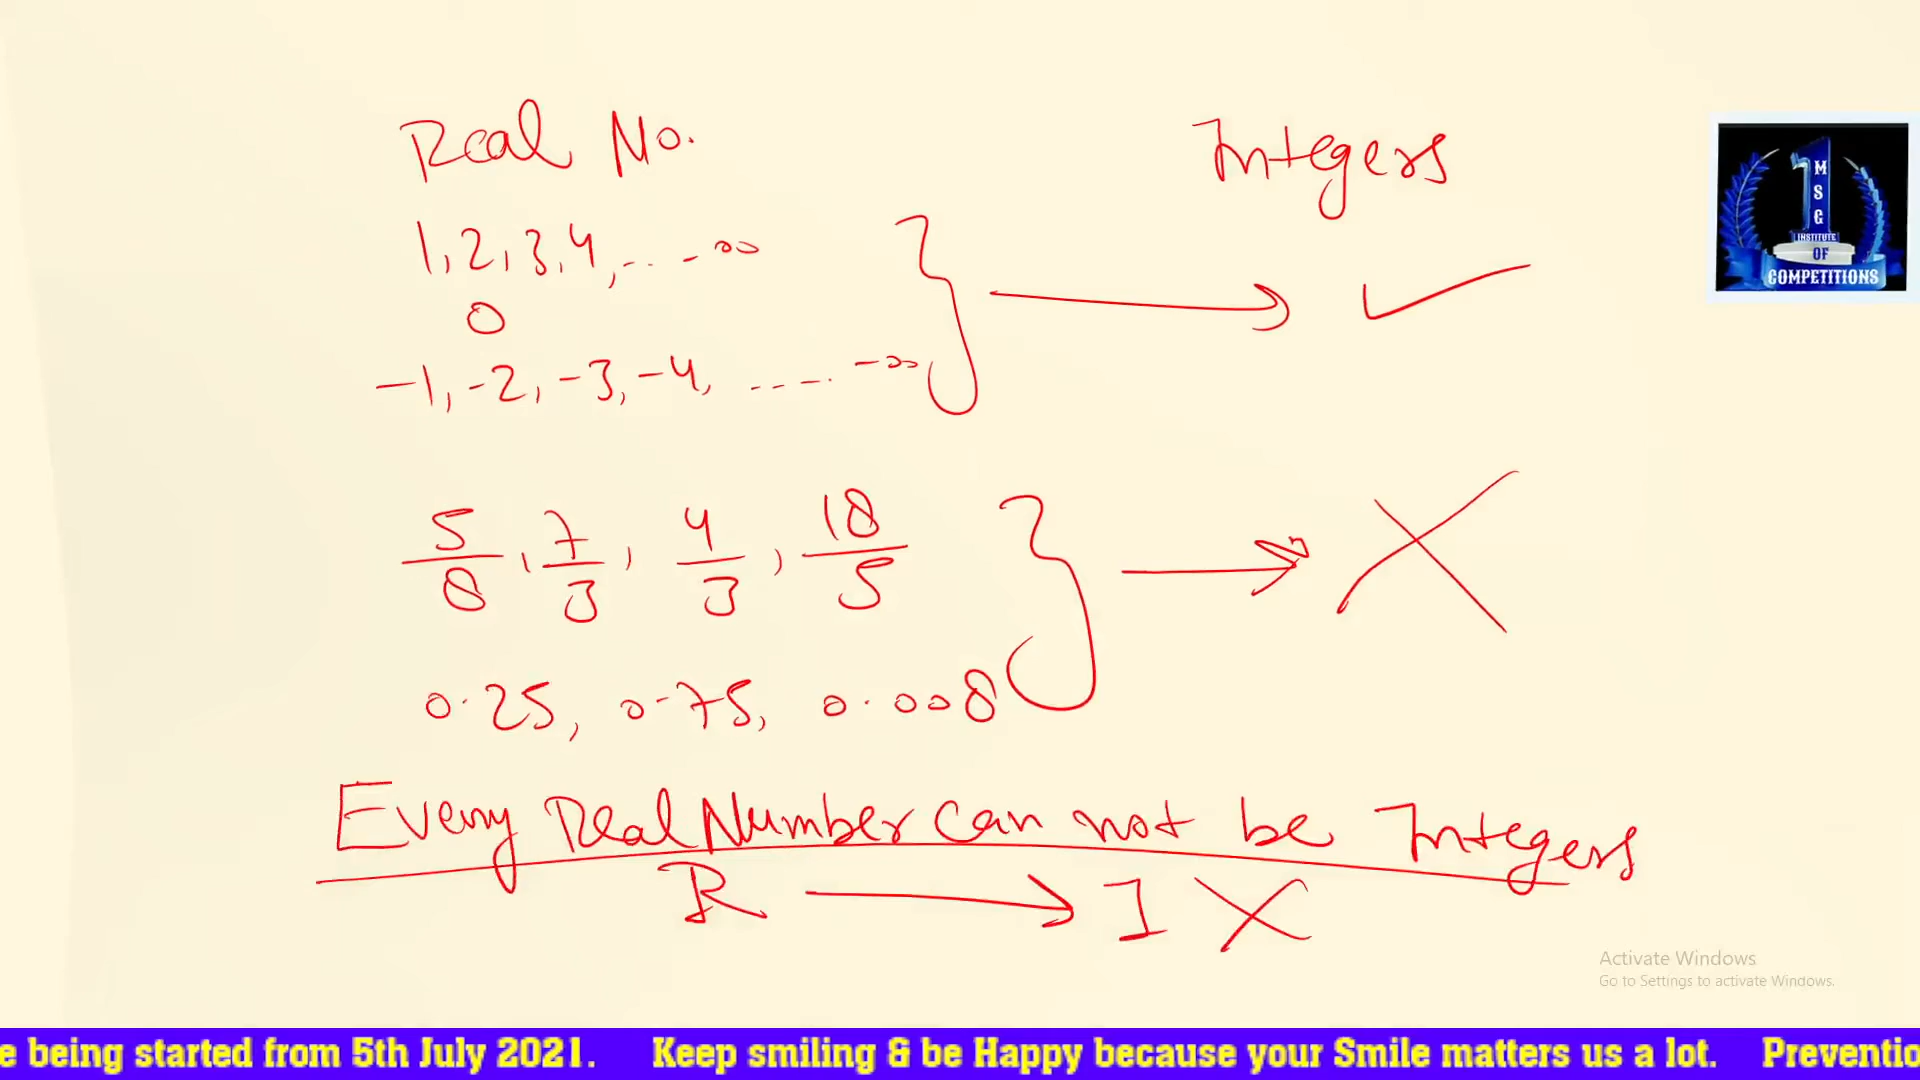 Real No.
Integers
1, 2, 3, 4, ..... ∞
0
-1, -2, -3, -4, ..... -∞
5/8, 7/3, 4/3, 18/5
0.25, 0.75, 0.008
Every Real Number can not be Integers
R → I X
1
MSG
INSTITUTE
OF
COMPETITIONS
Activate Windows
Go to Settings to activate Windows.
e being started from 5th July 2021. Keep smiling & be Happy because your Smile matters us a lot. Preventio